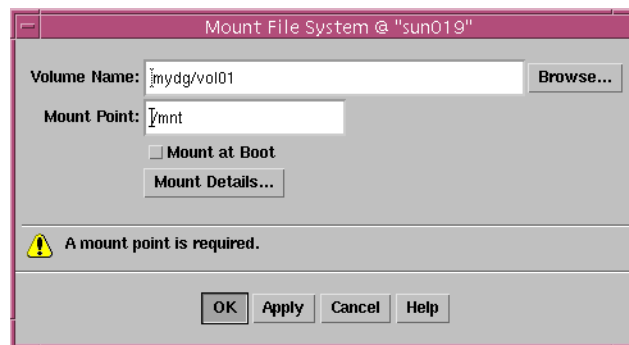 Mount File System @ "sun019"
Volume Name: mydg/vol01 Browse...
Mount Point: /mnt
Mount at Boot
Mount Details...
A mount point is required.
OK Apply Cancel Help